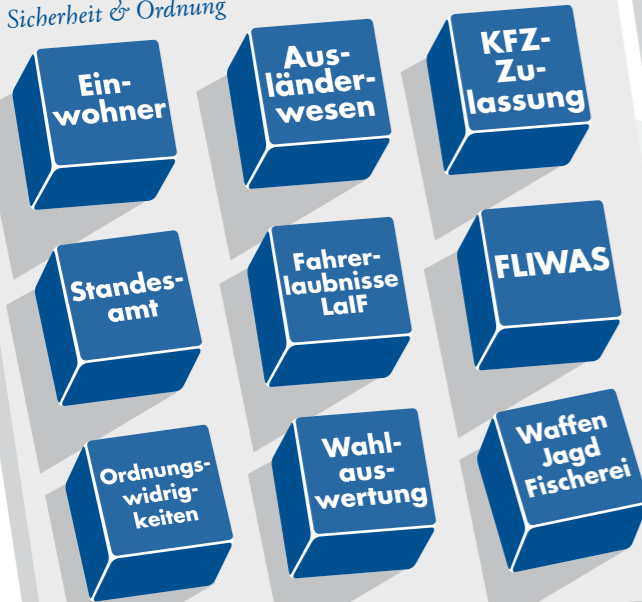 Sicherheit & Ordnung
Ein-
wohner
Aus-
länder-
wesen
KFZ-
Zu-
lassung
Standes-
amt
Fahrer-
laubnisse
LaIF
FLIWAS
Ordnungs-
widrig-
keiten
Wahl-
aus-
wertung
Waffen
Jagd
Fischerei